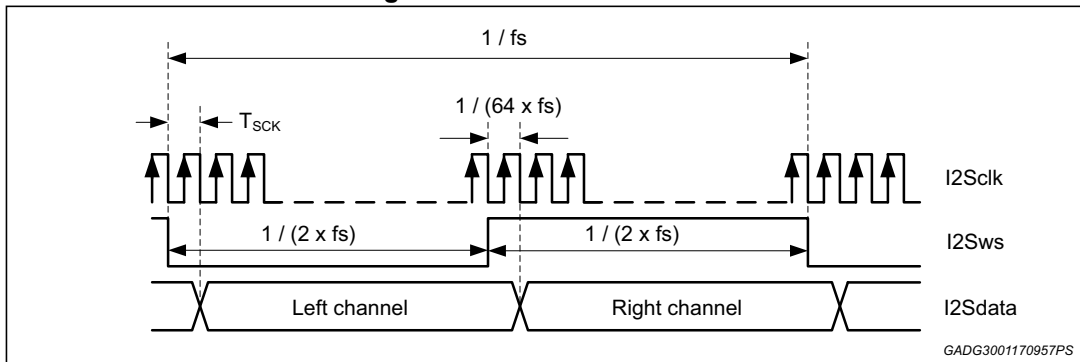 g
1 / fs
1 / (64 x fs)
TSCK
I2Sclk
1 / (2 x fs)
1 / (2 x fs)
I2Sws
Left channel
Right channel
I2Sdata
GADG3001170957PS